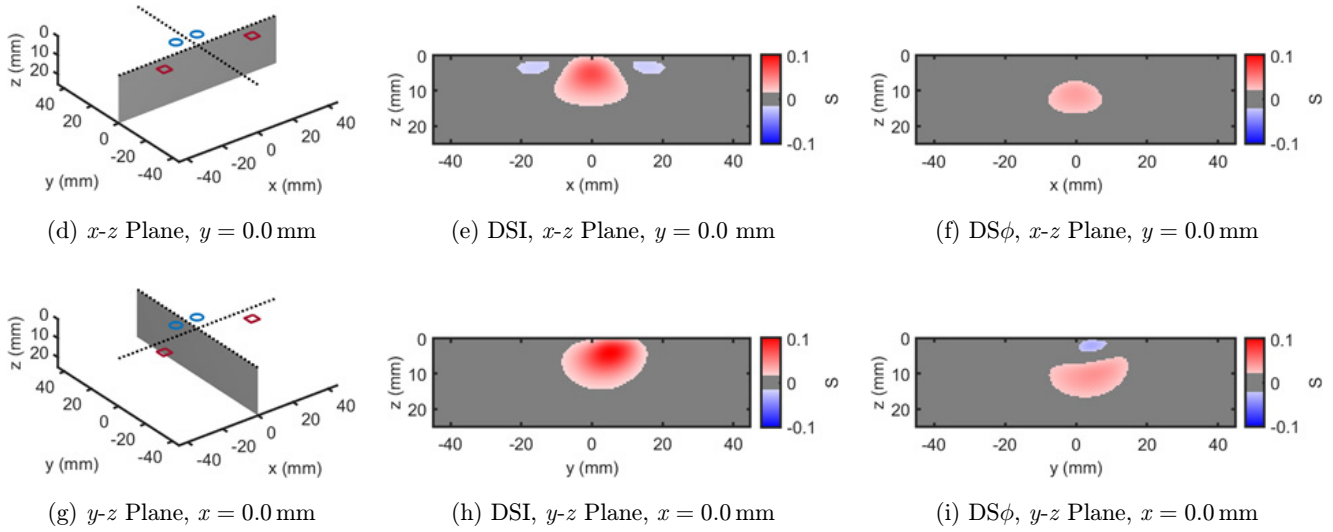 0
10
20
z (mm)
40
20
0
-20
-40
y (mm)
-40
-20
0
20
40
x (mm)
0
10
20
z (mm)
-40 -20 0 20 40
x (mm)
0.1
0
-0.1
S
0
10
20
z (mm)
-40 -20 0 20 40
x (mm)
0.1
0
-0.1
S
(d) x-z Plane, y = 0.0 mm
(e) DSI, x-z Plane, y = 0.0 mm
(f) DSϕ, x-z Plane, y = 0.0 mm
0
10
20
z (mm)
40
20
0
-20
-40
y (mm)
-40
-20
0
20
40
x (mm)
0
10
20
z (mm)
-40 -20 0 20 40
y (mm)
0.1
0
-0.1
S
0
10
20
z (mm)
-40 -20 0 20 40
y (mm)
0.1
0
-0.1
S
(g) y-z Plane, x = 0.0 mm
(h) DSI, y-z Plane, x = 0.0 mm
(i) DSϕ, y-z Plane, x = 0.0 mm